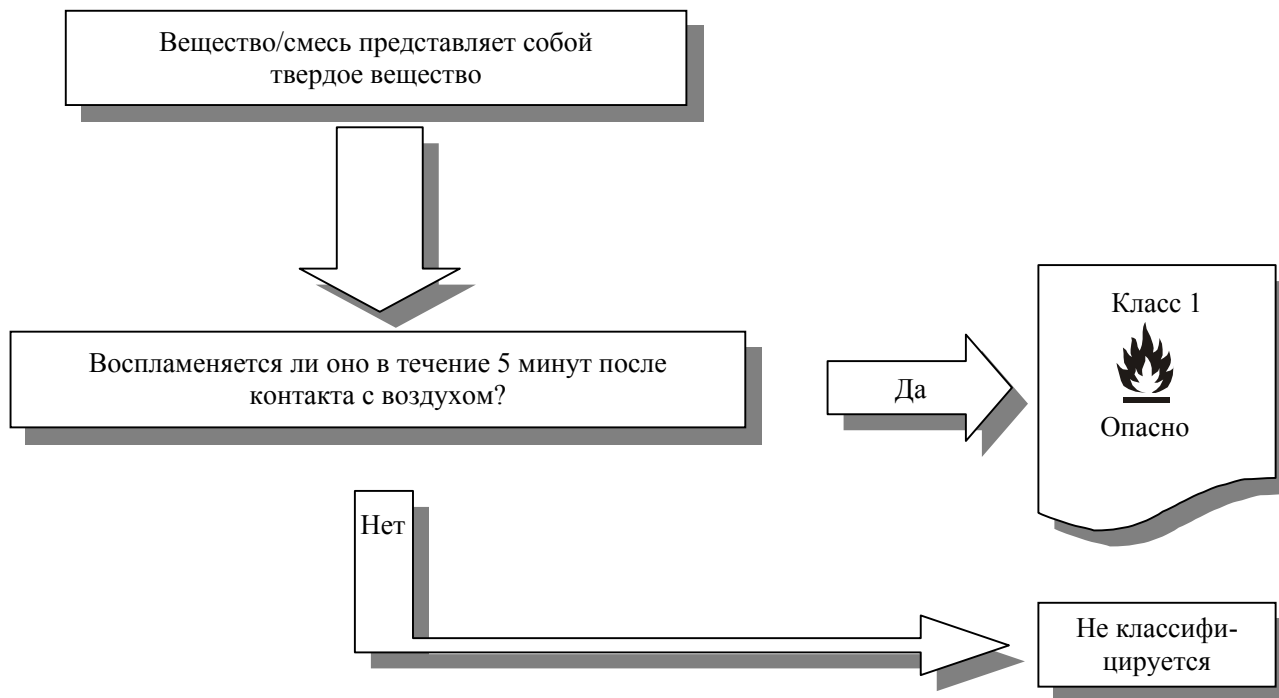 Вещество/смесь представляет собой
твердое вещество
Воспламеняется ли оно в течение 5 минут после
контакта с воздухом?
Да
Класс 1
Опасно
Нет
Не классифи-
цируется